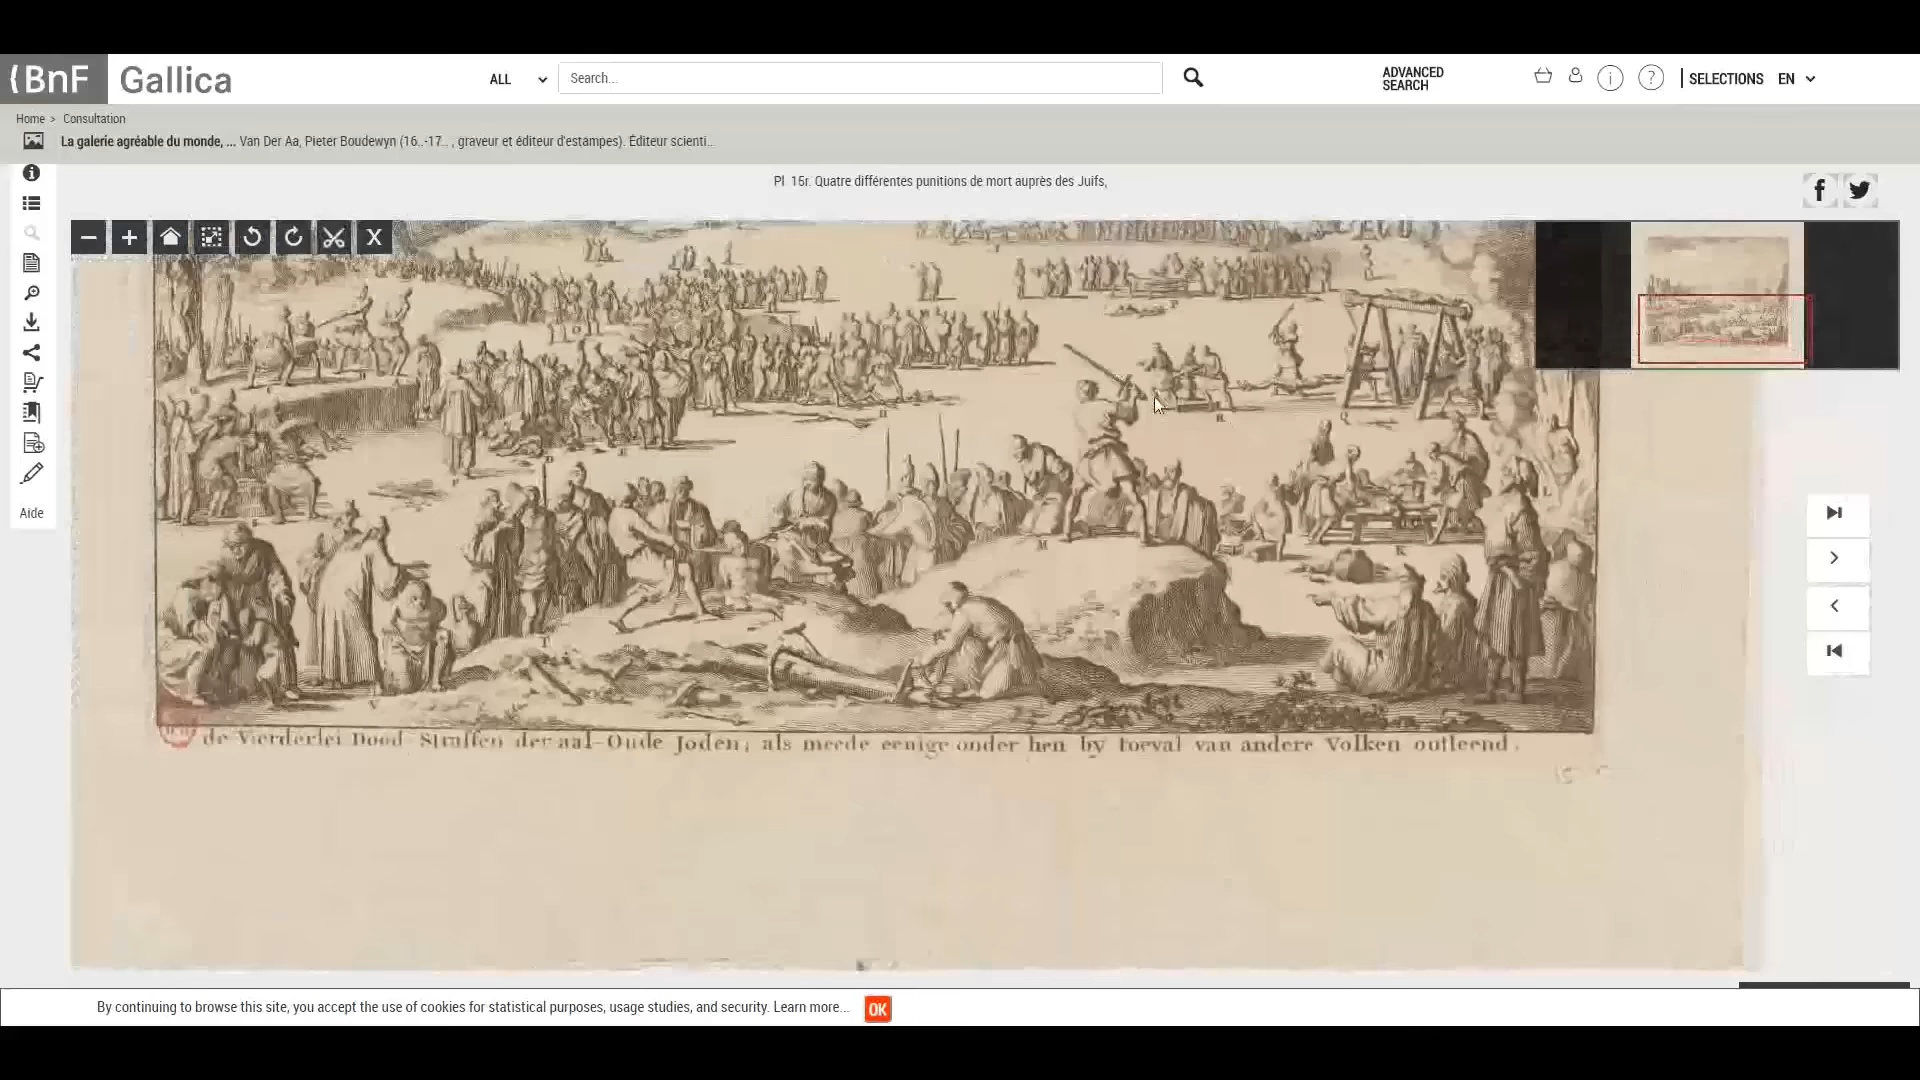 BnF Gallica
ALL
Search...
ADVANCED
SEARCH
SELECTIONS EN
Home > Consultation
La galerie agréable du monde, ... Van Der Aa, Pieter Boudewyn (16..-17.. , graveur et éditeur d'estampes). Éditeur scienti...
Pl 15r. Quatre différentes punitions de mort auprès des Juifs,
Aide
de Vierderlei Dood-Straffen der aal-Oude Joden, als meede eenige onder hen by toeval van andere Volken ontleend.
By continuing to browse this site, you accept the use of cookies for statistical purposes, usage studies, and security. Learn more... OK